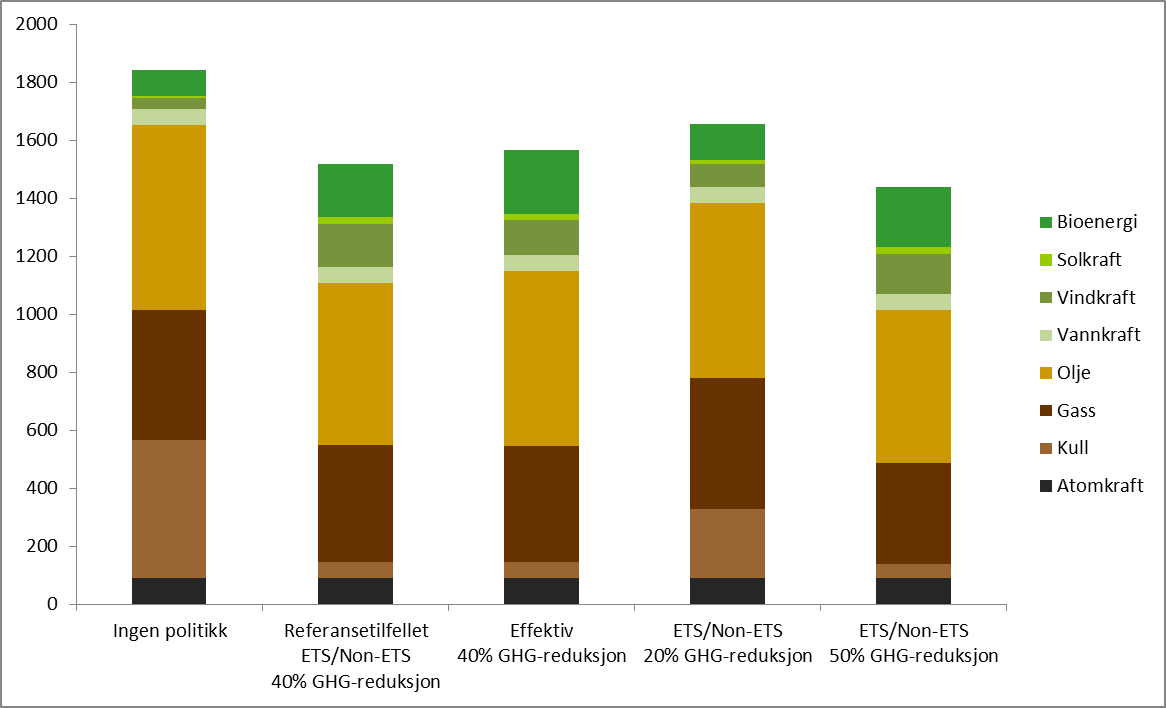 2000
1800
1600
1400
1200
1000
800
600
400
200
0
Ingen politikk
Referansetilfellet
ETS/Non-ETS
40% GHG-reduksjon
Effektiv
40% GHG-reduksjon
ETS/Non-ETS
20% GHG-reduksjon
ETS/Non-ETS
50% GHG-reduksjon
Bioenergi
Solkraft
Vindkraft
Vannkraft
Olje
Gass
Kull
Atomkraft